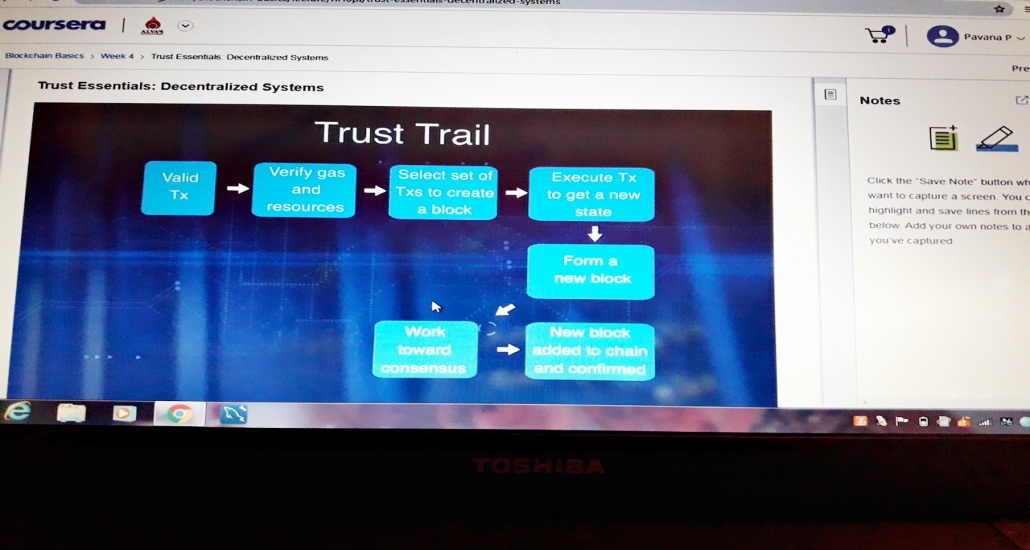 coursera
ALVA'S
Pavana P
Blockchain Basics > Week 4 > Trust Essentials: Decentralized Systems
Trust Essentials: Decentralized Systems
Trust Trail
Valid
Tx
Verify gas
and
resources
Select set of
Txs to create
a block
Execute Tx
to get a new
state
Form a
new block
Work
toward
consensus
New block
added to chain
and confirmed
Notes
Click the "Save Note" button wh
want to capture a screen. You c
highlight and save lines from th
below. Add your own notes to a
you've captured.
TOSHIBA